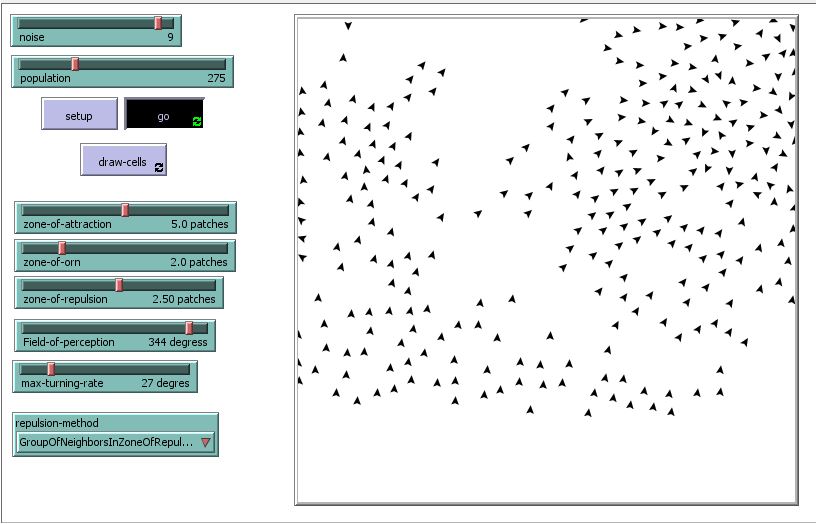 noise 9
population 275
setup go
draw-cells
zone-of-attraction 5.0 patches
zone-of-orn 2.0 patches
zone-of-repulsion 2.50 patches
Field-of-perception 344 degress
max-turning-rate 27 degres
repulsion-method
GroupOfNeighborsInZoneOfRepul...